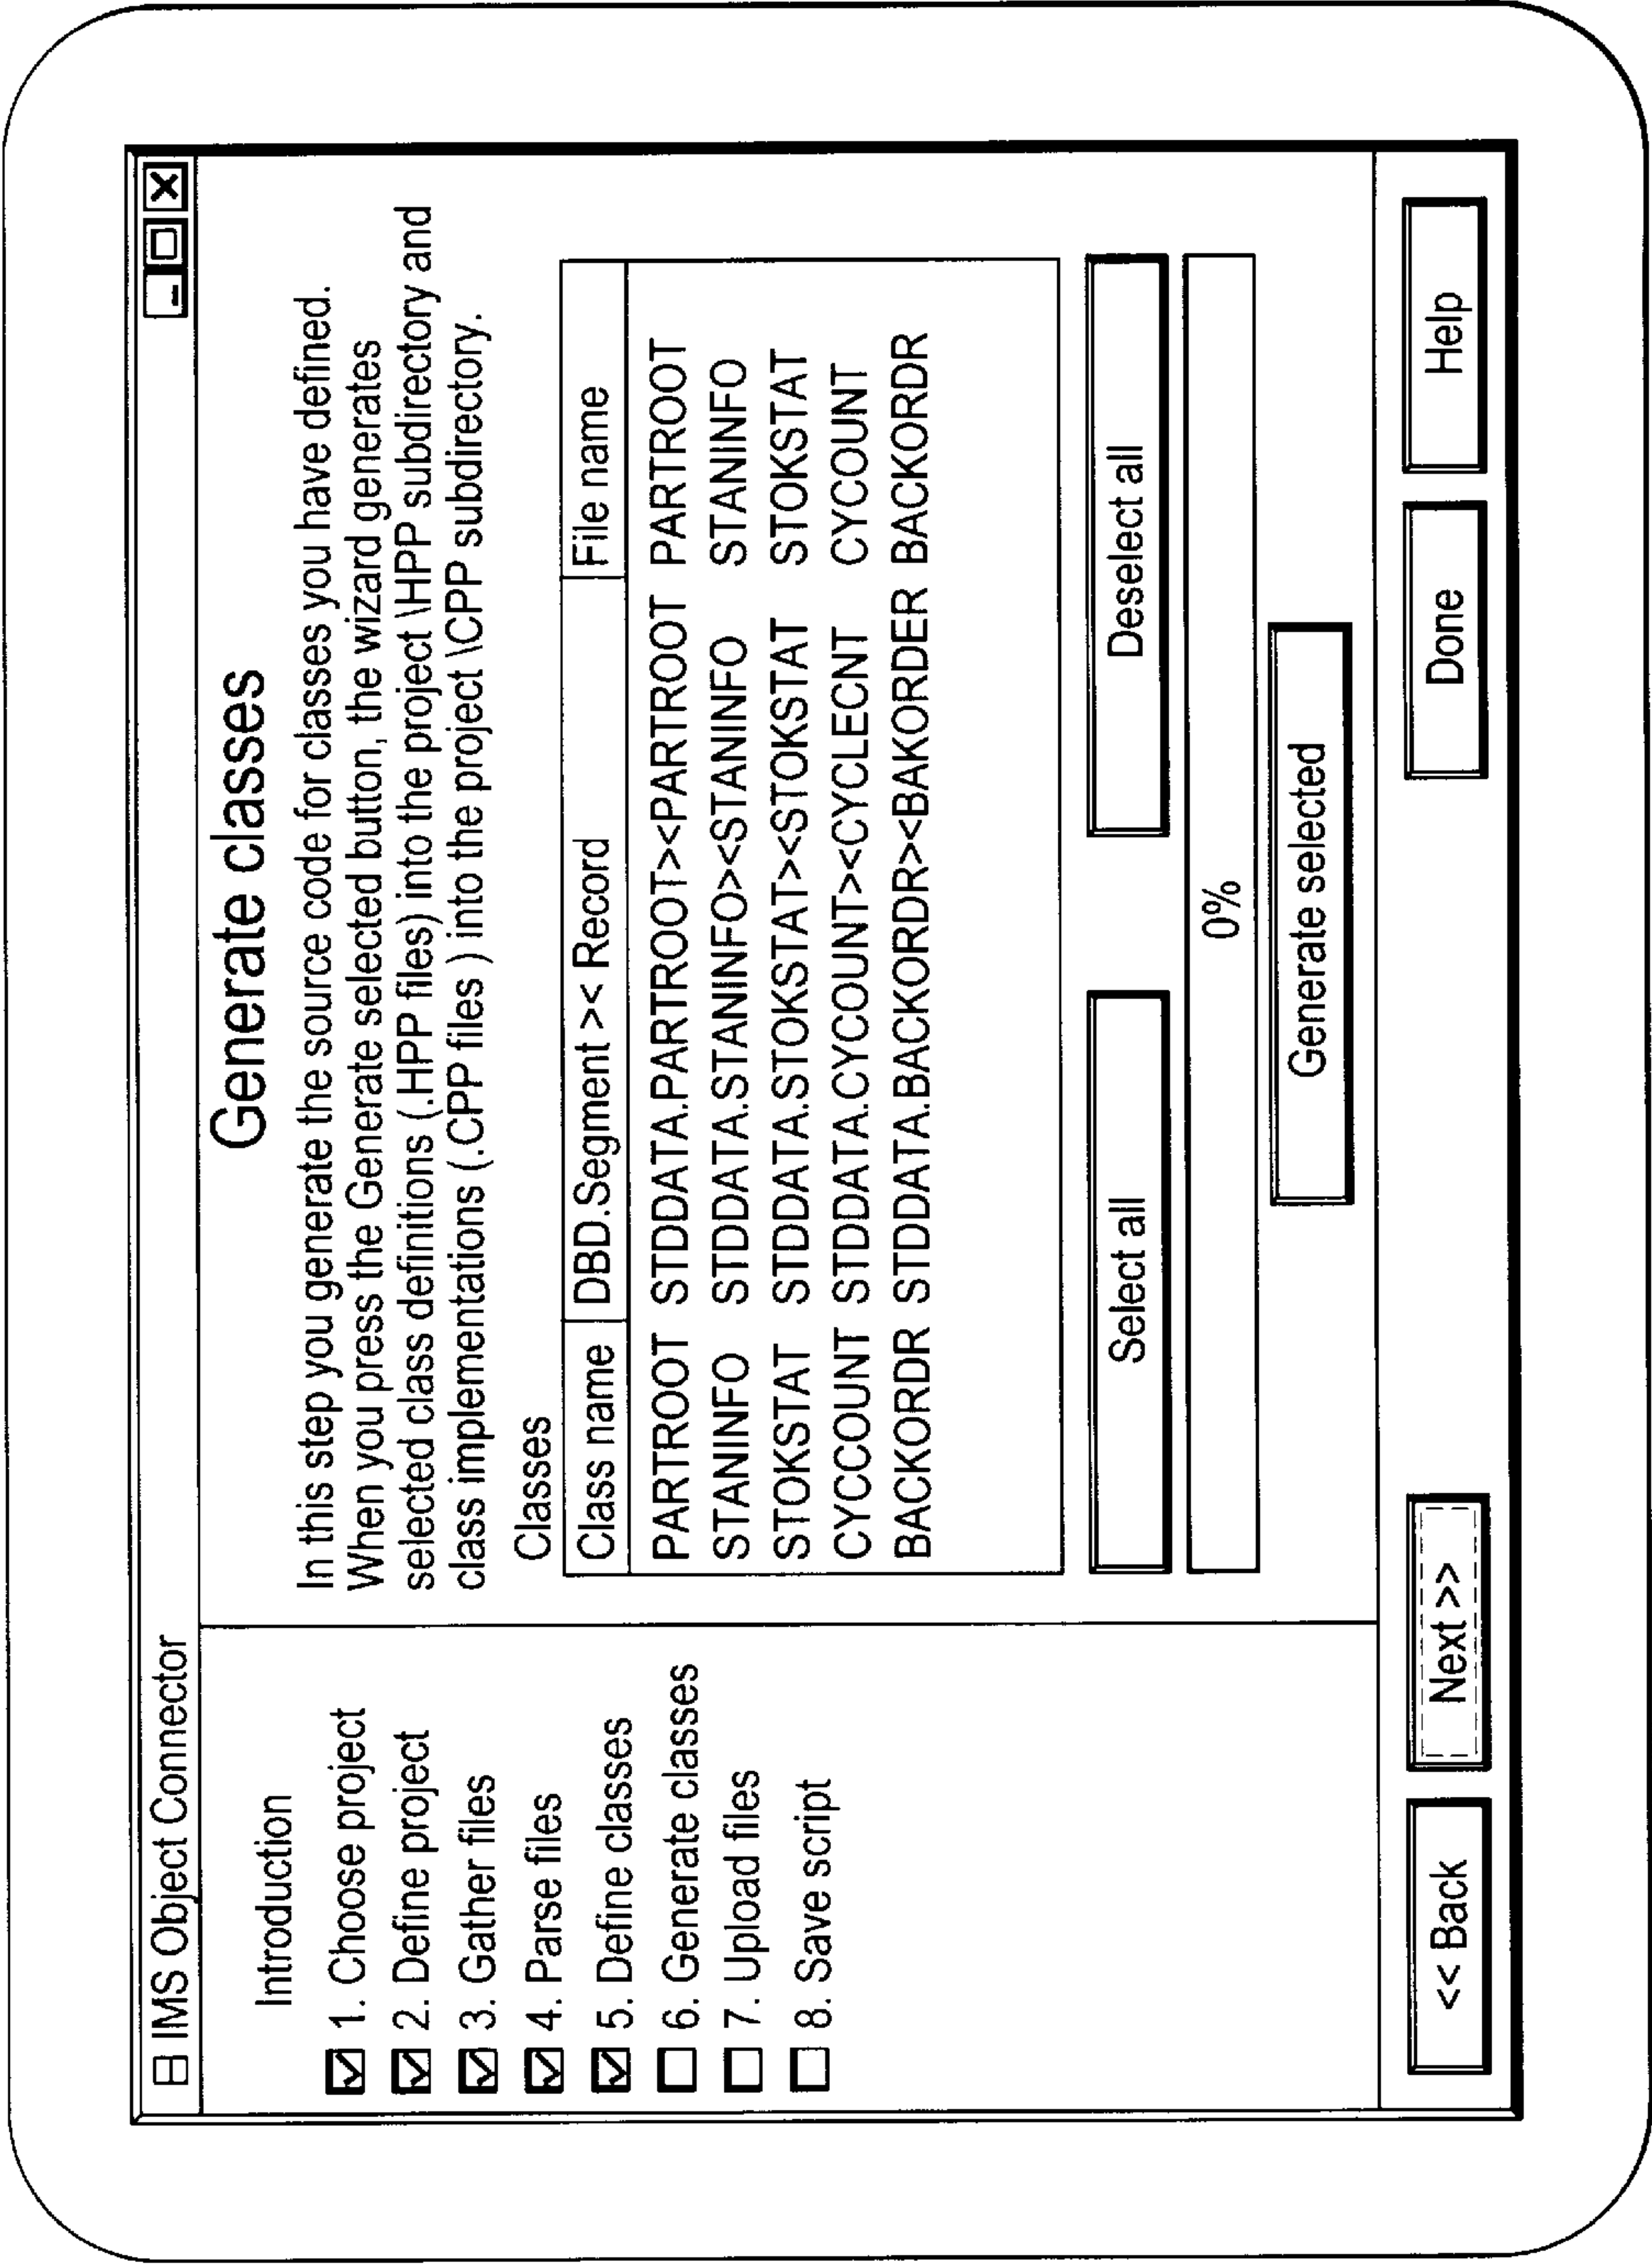 IMS Object Connector
Introduction
1. Choose project
2. Define project
3. Gather files
4. Parse files
5. Define classes
6. Generate classes
7. Upload files
8. Save script
Generate classes
In this step you generate the source code for classes you have defined.
When you press the Generate selected button, the wizard generates
selected class definitions (.HPP files) into the project \HPP subdirectory and
class implementations (.CPP files ) into the project \CPP subdirectory.
Classes
Class name DBD.Segment >< Record File name
PARTROOT STDDATA.PARTROOT><PARTROOT PARTROOT
STANINFO STDDATA.STANINFO><STANINFO STANINFO
STOKSTAT STDDATA.STOKSTAT><STOKSTAT STOKSTAT
CYCCOUNT STDDATA.CYCOUNT><CYCLECNT CYCOUNT
BACKORDR STDDATA.BACKORDR><BAKORDER BACKORDR
Select all Deselect all
0%
Generate selected
<< Back Next >> Done Help